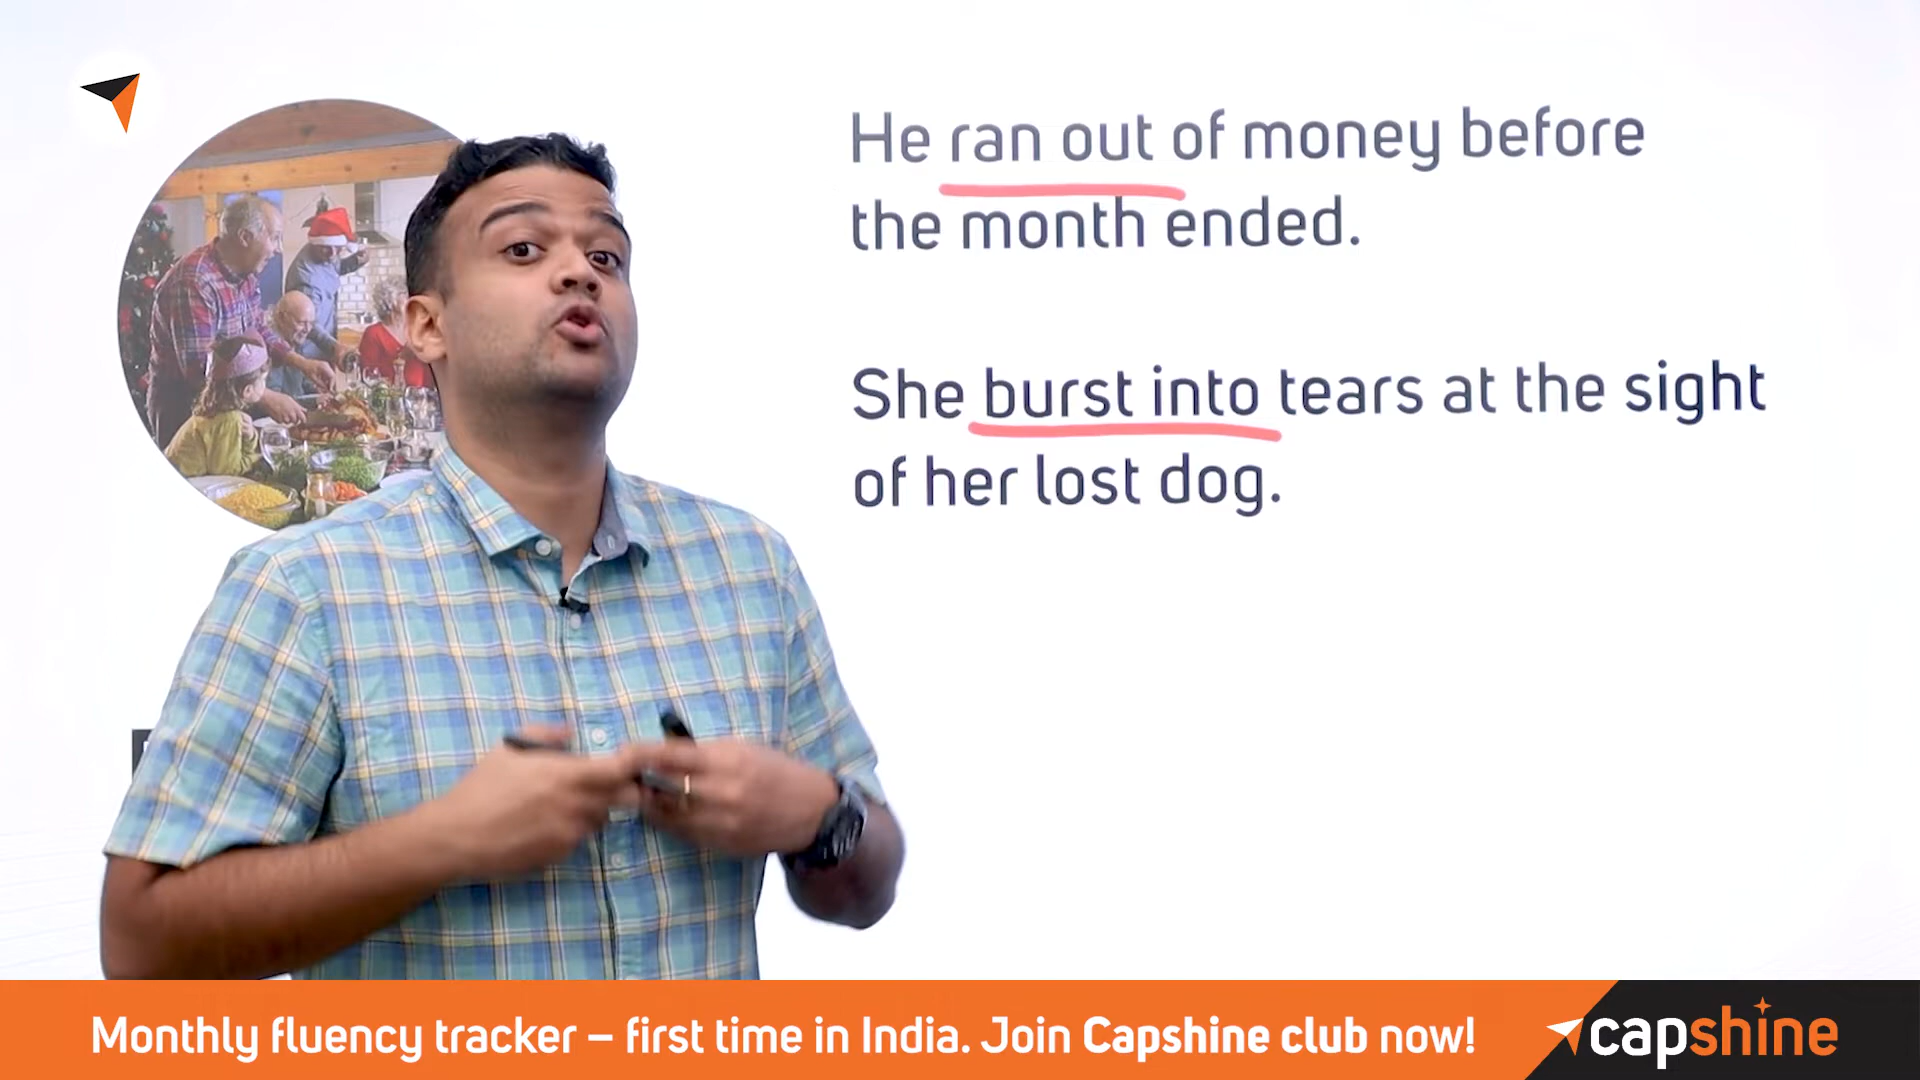 He ran out of money before
the month ended.
She burst into tears at the sight
of her lost dog.
Monthly fluency tracker – first time in India. Join Capshine club now!
capshine